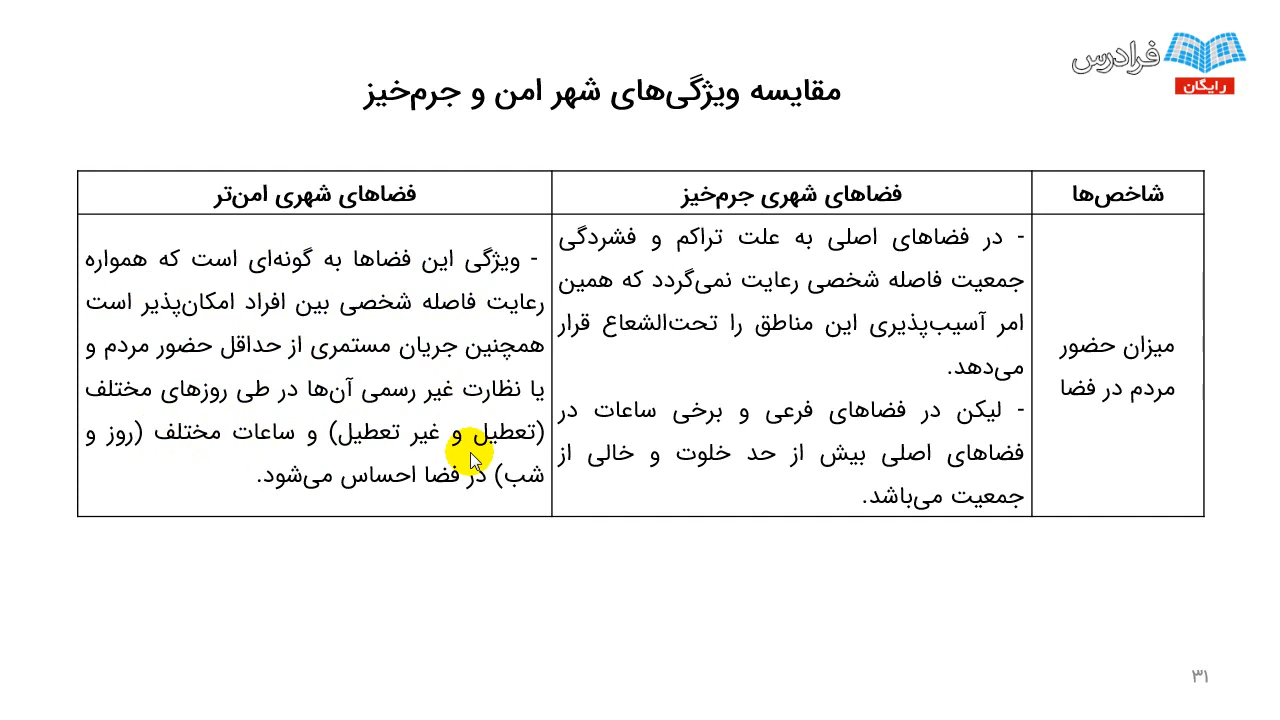 فرادرس
رایگان
مقایسه ویژگی‌های شهر امن و جرم‌خیز
شاخص‌ها
فضاهای شهری جرم‌خیز
فضاهای شهری امن‌تر
میزان حضور
مردم در فضا
- در فضاهای اصلی به علت تراکم و فشردگی
جمعیت فاصله شخصی رعایت نمی‌گردد که همین
امر آسیب‌پذیری این مناطق را تحت‌الشعاع قرار
می‌دهد.
- لیکن در فضاهای فرعی و برخی ساعات در
فضاهای اصلی بیش از حد خلوت و خالی از
جمعیت می‌باشد.
- ویژگی این فضاها به گونه‌ای است که همواره
رعایت فاصله شخصی بین افراد امکان‌پذیر است
همچنین جریان مستمری از حداقل حضور مردم و
یا نظارت غیر رسمی آن‌ها در طی روزهای مختلف
(تعطیل و غیر تعطیل) و ساعات مختلف (روز و
شب) در فضا احساس می‌شود.
۳۱